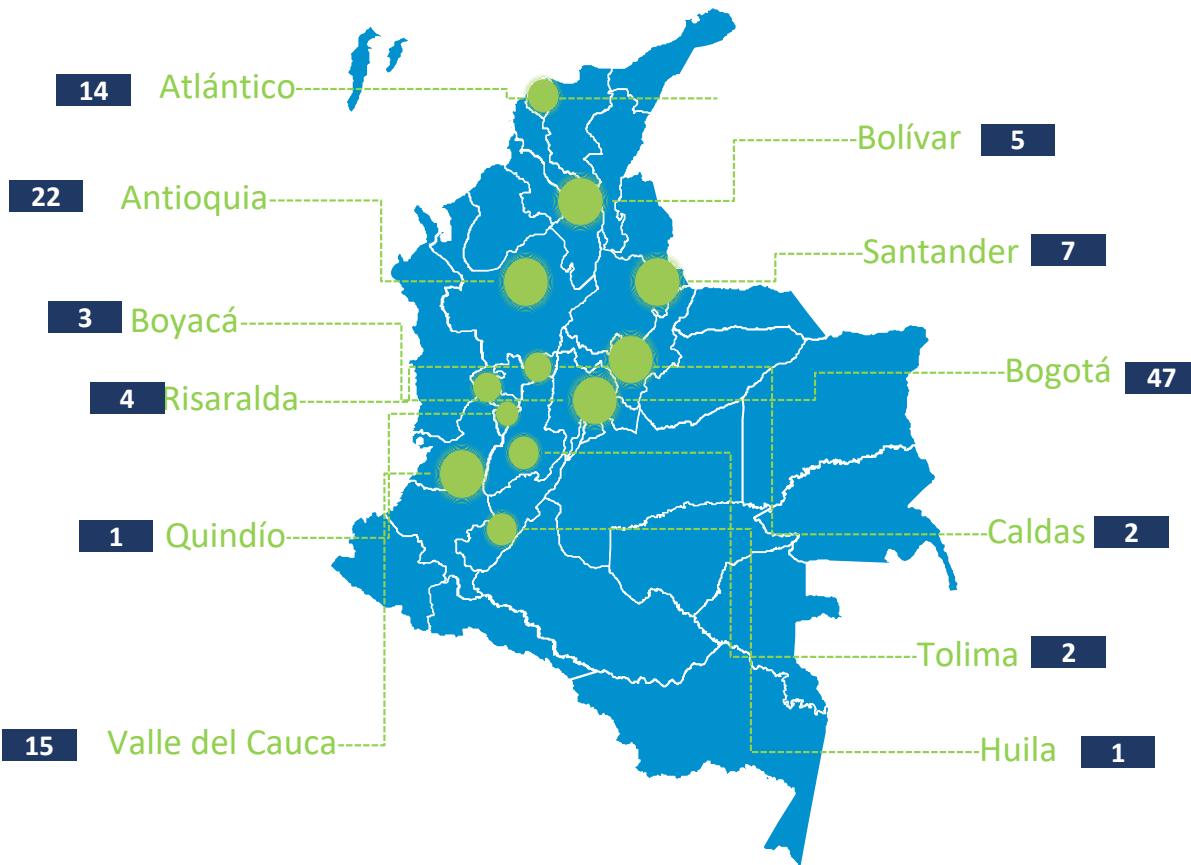 14 Atlántico
Bolívar 5
22 Antioquia
Santander 7
3 Boyacá
Bogotá 47
4 Risaralda
1 Quindío
Caldas 2
Tolima 2
15 Valle del Cauca
Huila 1